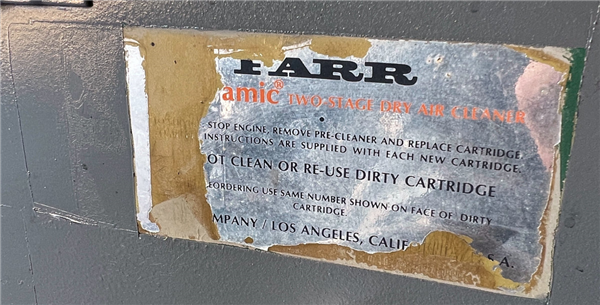 FARR
amic® TWO-STAGE DRY AIR CLEANER
STOP ENGINE, REMOVE PRE-CLEANER AND REPLACE CARTRIDGE.
INSTRUCTIONS ARE SUPPLIED WITH EACH NEW CARTRIDGE.
OT CLEAN OR RE-USE DIRTY CARTRIDGE
EORDERING USE SAME NUMBER SHOWN ON FACE OF DIRTY
CARTRIDGE.
MPANY / LOS ANGELES, CALIF S.A.